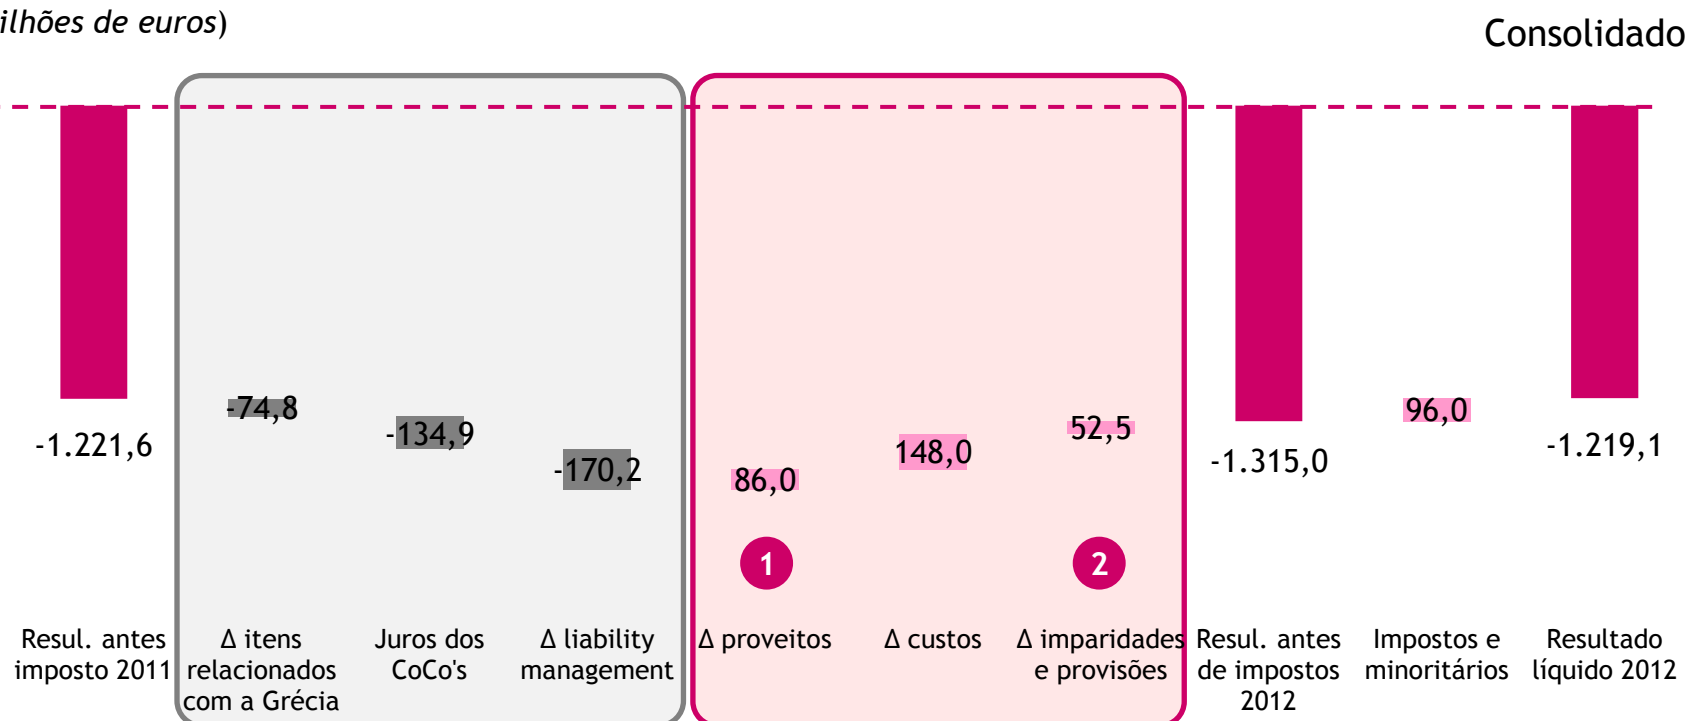 ilhões de euros)
Consolidado
-1.221,6
-74,8
-134,9
-170,2
86,0
148,0
52,5
-1.315,0
96,0
-1.219,1
1
2
Resul. antes
imposto 2011
Δ itens
relacionados
com a Grécia
Juros dos
CoCo's
Δ liability
management
Δ proveitos
Δ custos
Δ imparidades
e provisões
Resul. antes
de impostos
2012
Impostos e
minoritários
Resultado
líquido 2012